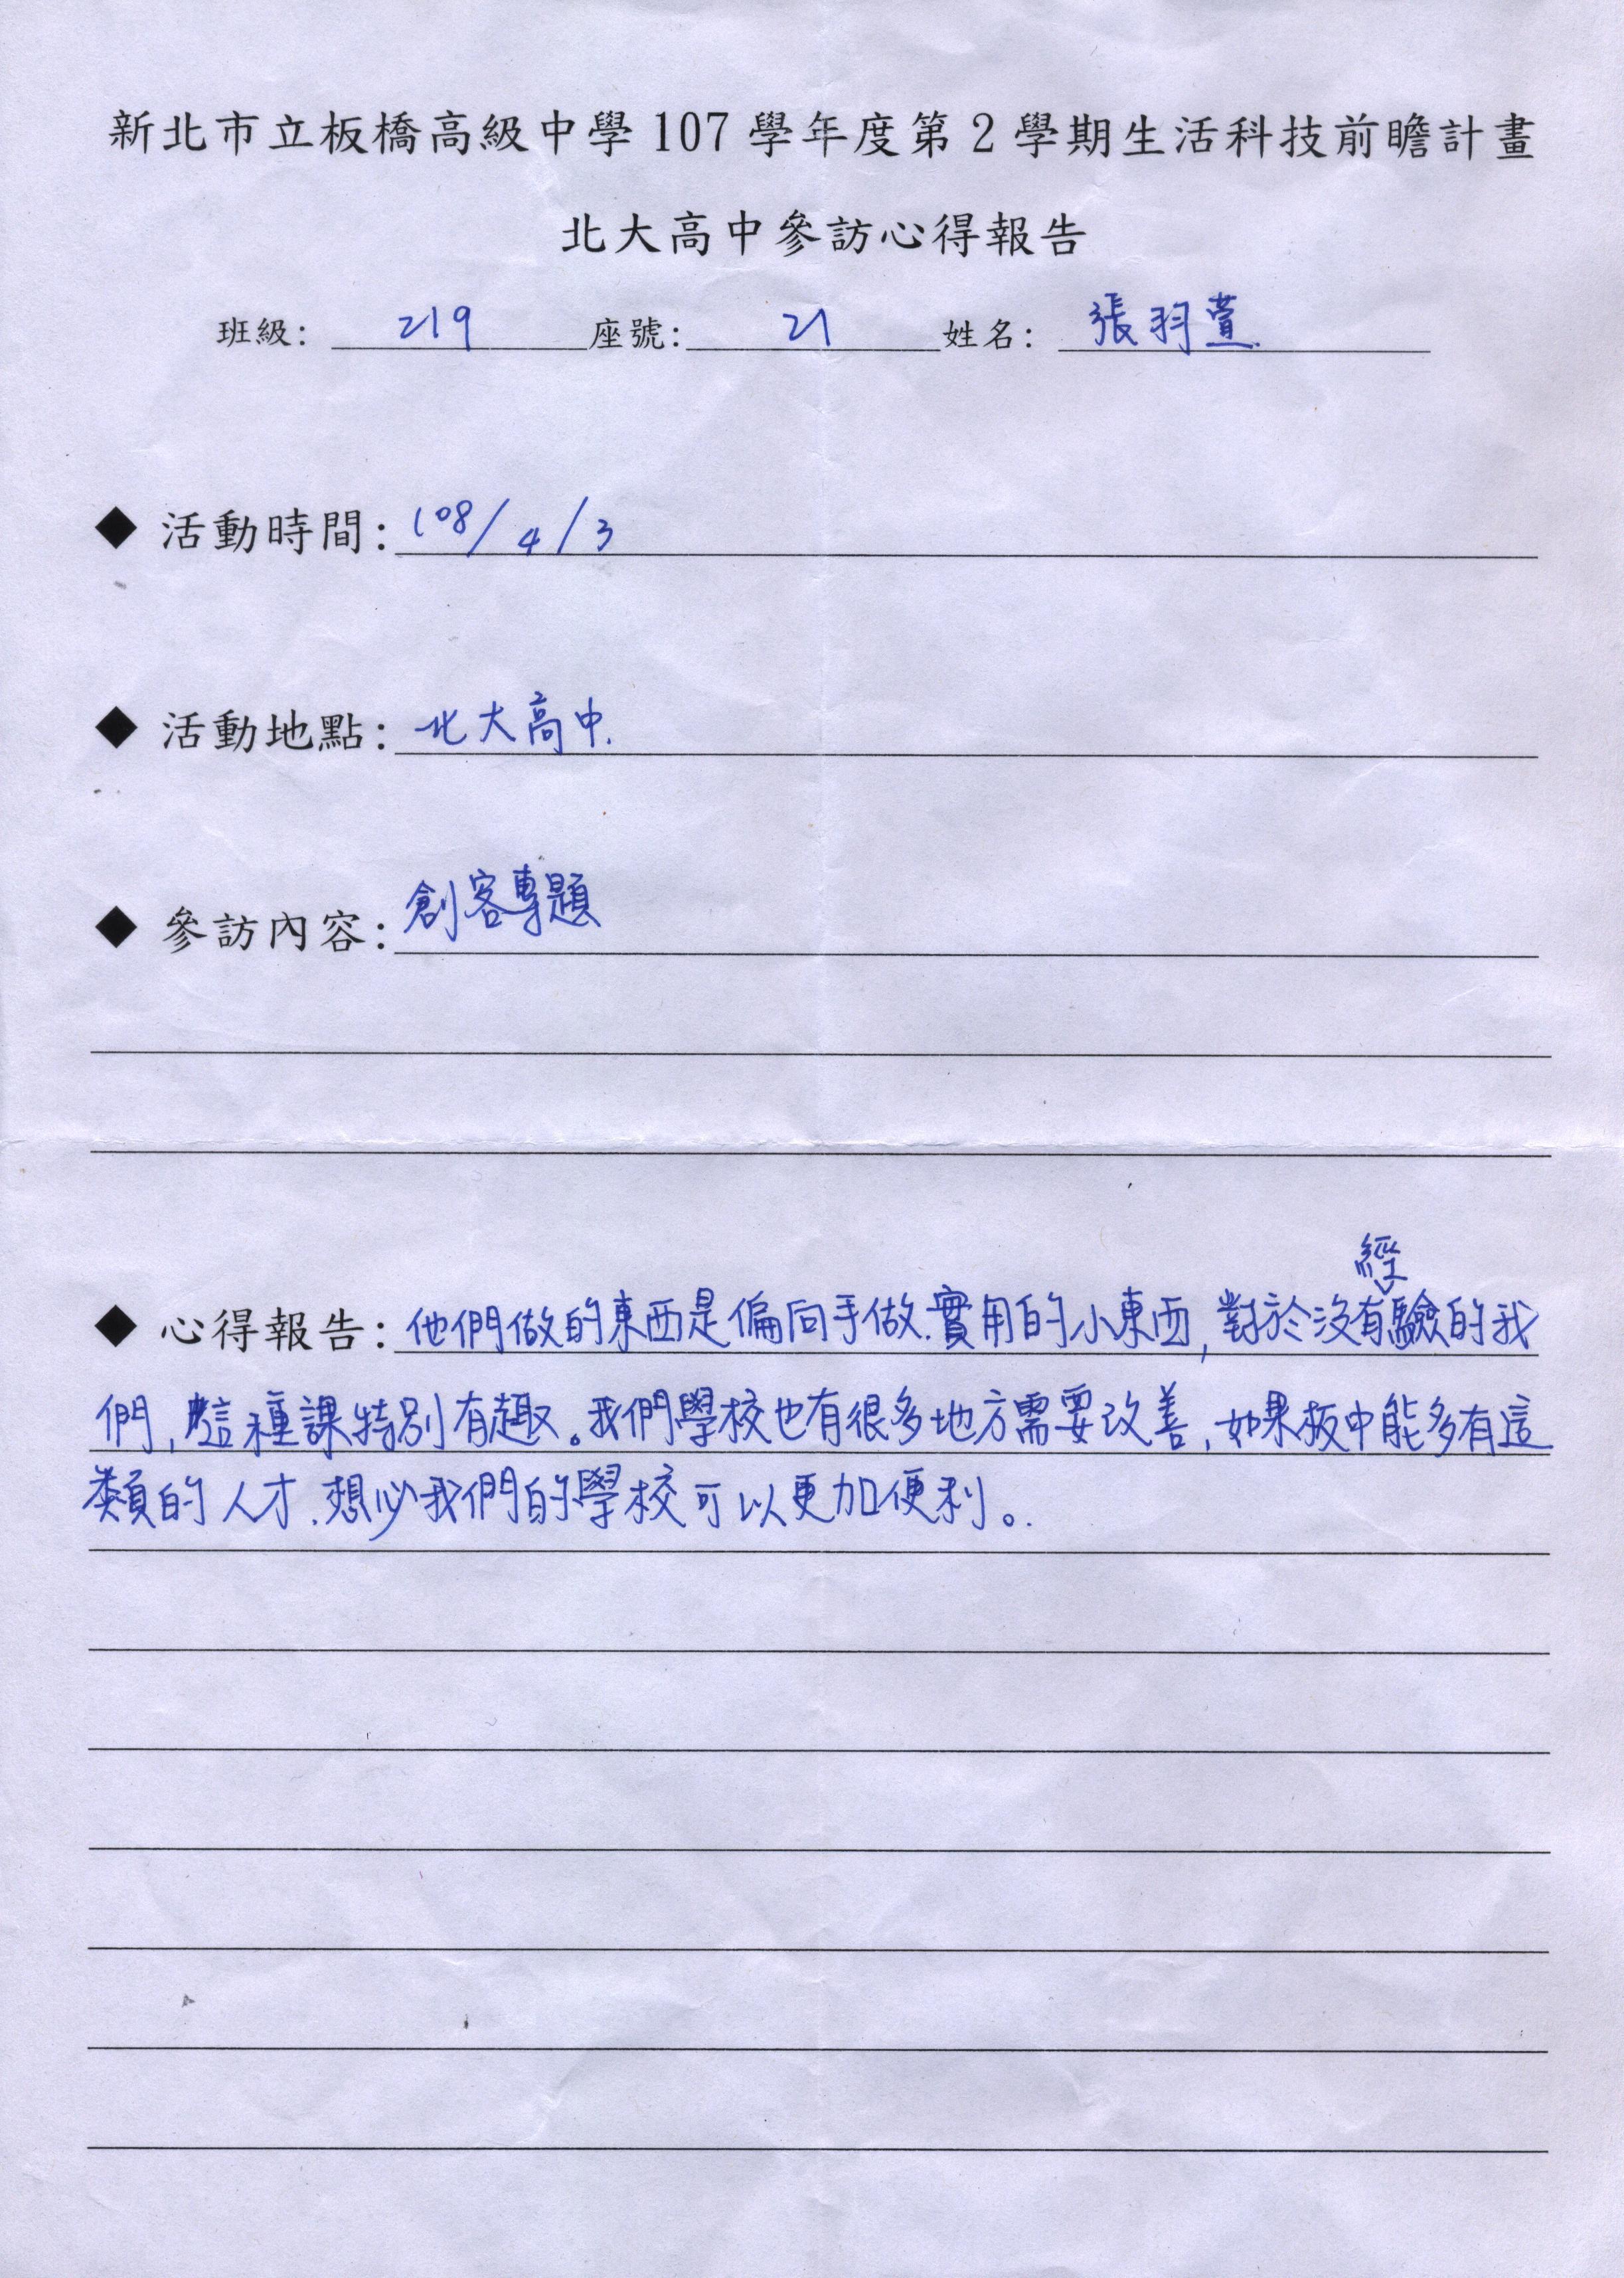 新北市立板橋高級中學 107 學年度第 2 學期生活科技前瞻計畫
北大高中參訪心得報告
班級: 219 座號: 21 姓名: 張羽萱
◆ 活動時間: 108/4/3
◆ 活動地點: 北大高中.
◆ 參訪內容: 創客專題
◆ 心得報告: 他們做的東西是偏向手做.實用的小東西,對於沒有經驗的我
們,這種課特別有趣。我們學校也有很多地方需要改善,如果板中能多有這
類的人才.想必我們的學校可以更加便利。